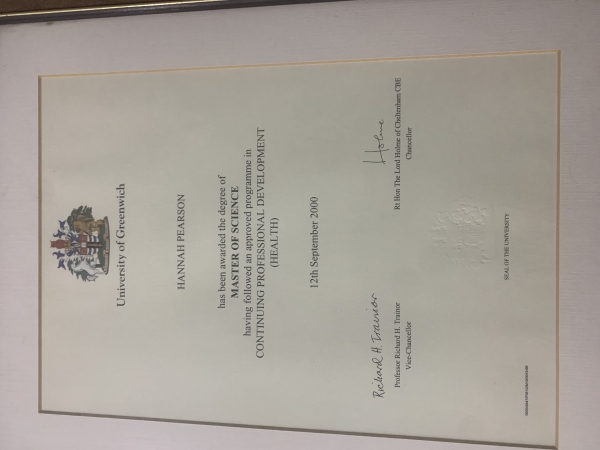 University of Greenwich
HANNAH PEARSON
has been awarded the degree of
MASTER OF SCIENCE
having followed an approved programme in
CONTINUING PROFESSIONAL DEVELOPMENT
(HEALTH)
12th September 2000
Richard H. Trainor
Professor Richard H. Trainor
Vice-Chancellor
Holme
Rt Hon The Lord Holme of Cheltenham CBE
Chancellor
SEAL OF THE UNIVERSITY